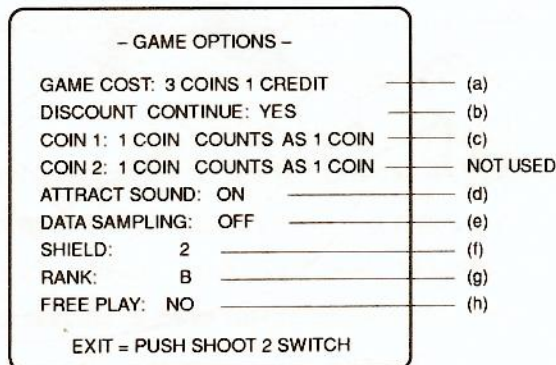 – GAME OPTIONS –
GAME COST: 3 COINS 1 CREDIT (a)
DISCOUNT CONTINUE: YES (b)
COIN 1: 1 COIN COUNTS AS 1 COIN (c)
COIN 2: 1 COIN COUNTS AS 1 COIN NOT USED
ATTRACT SOUND: ON (d)
DATA SAMPLING: OFF (e)
SHIELD: 2 (f)
RANK: B (g)
FREE PLAY: NO (h)
EXIT = PUSH SHOOT 2 SWITCH